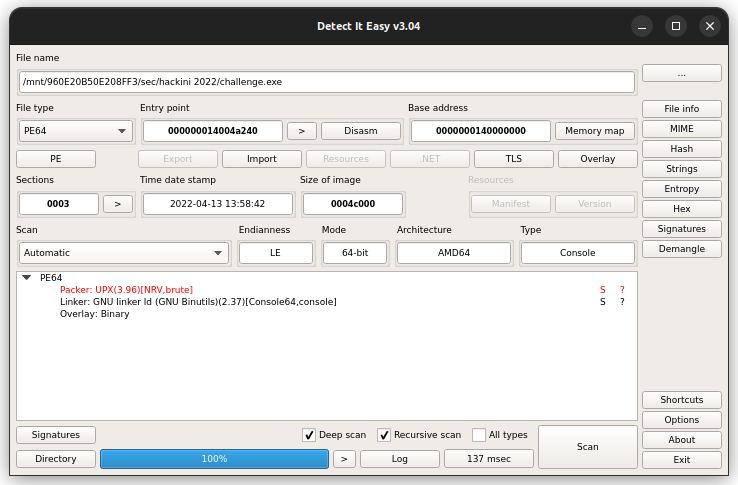 Detect It Easy v3.04
File name
/mnt/960E20B50E208FF3/sec/hackini 2022/challenge.exe
...
File type Entry point Base address
PE64 000000014004a240 > Disasm 0000000140000000 Memory map
File info
MIME
PE Export Import Resources .NET TLS Overlay
Hash
Sections Time date stamp Size of image Resources
Strings
Entropy
0003 > 2022-04-13 13:58:42 0004c000 Manifest Version
Hex
Scan Endianness Mode Architecture Type
Signatures
Automatic LE 64-bit AMD64 Console
Demangle
PE64
Packer: UPX(3.96)[NRV,brute] S ?
Linker: GNU linker ld (GNU Binutils)(2.37)[Console64,console] S ?
Overlay: Binary
Shortcuts
Options
Signatures Deep scan Recursive scan All types Scan
About
Directory 100% > Log 137 msec
Exit